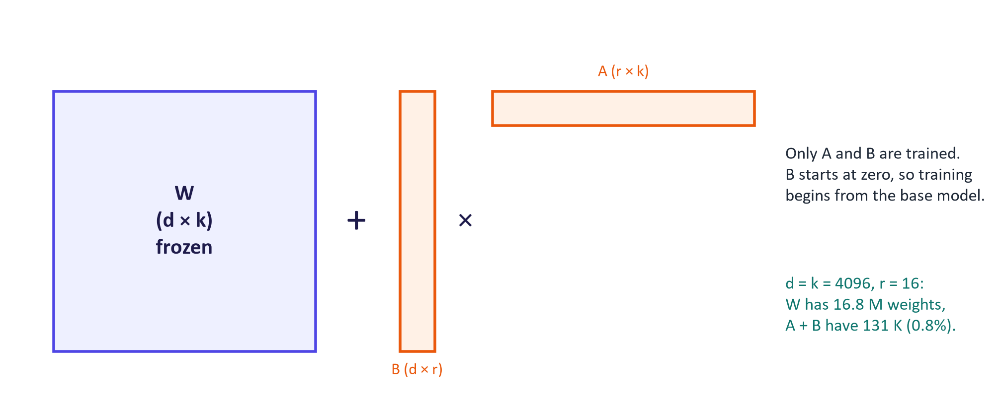 A (r × k)
W
(d × k)
frozen
+
×
B (d × r)
Only A and B are trained.
B starts at zero, so training
begins from the base model.
d = k = 4096, r = 16:
W has 16.8 M weights,
A + B have 131 K (0.8%).